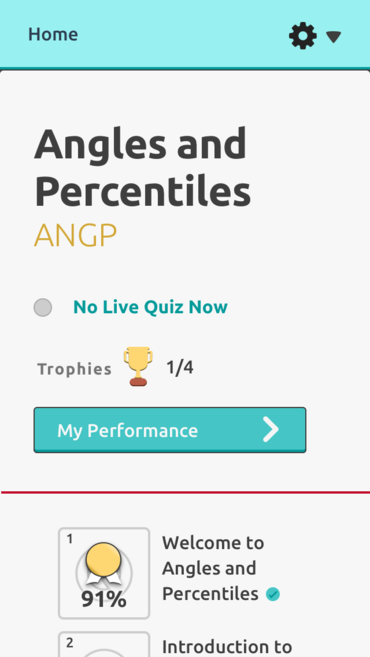 Home
Angles and
Percentiles
ANGP
No Live Quiz Now
Trophies 1/4
My Performance
1
Welcome to
Angles and
Percentiles
91%
2
Introduction to